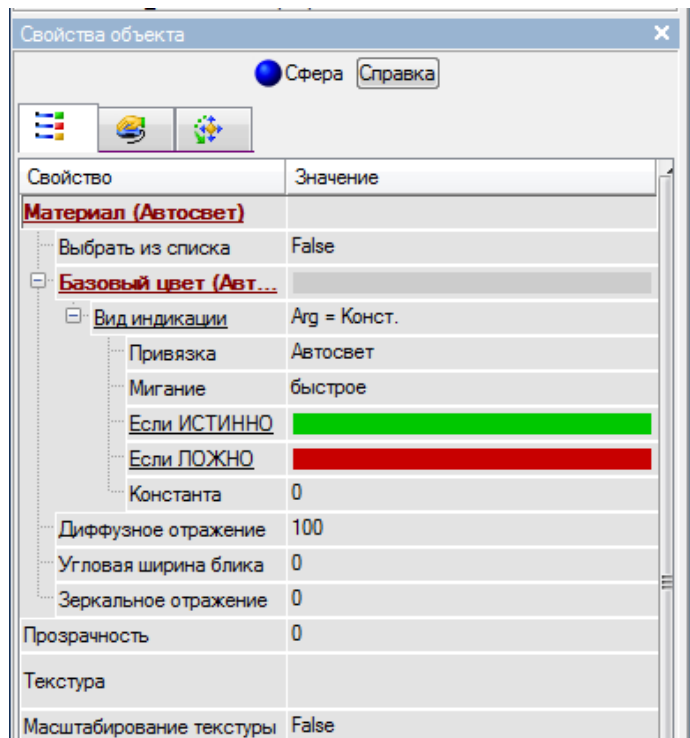 Свойства объекта
Сфера Справка
Свойство Значение
Материал (Автосвет)
Выбрать из списка False
Базовый цвет (Авт...
Вид индикации Arg = Конст.
Привязка Автосвет
Мигание быстрое
Если ИСТИННО
Если ЛОЖНО
Константа 0
Диффузное отражение 100
Угловая ширина блика 0
Зеркальное отражение 0
Прозрачность 0
Текстура
Масштабирование текстуры False